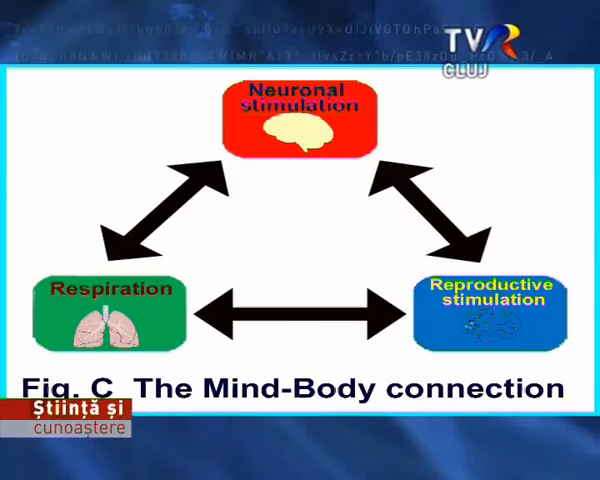 TVR
CLUJ
Neuronal
stimulation
Respiration
Reproductive
stimulation
Fig. C The Mind-Body connection
Știință și
cunoaștere